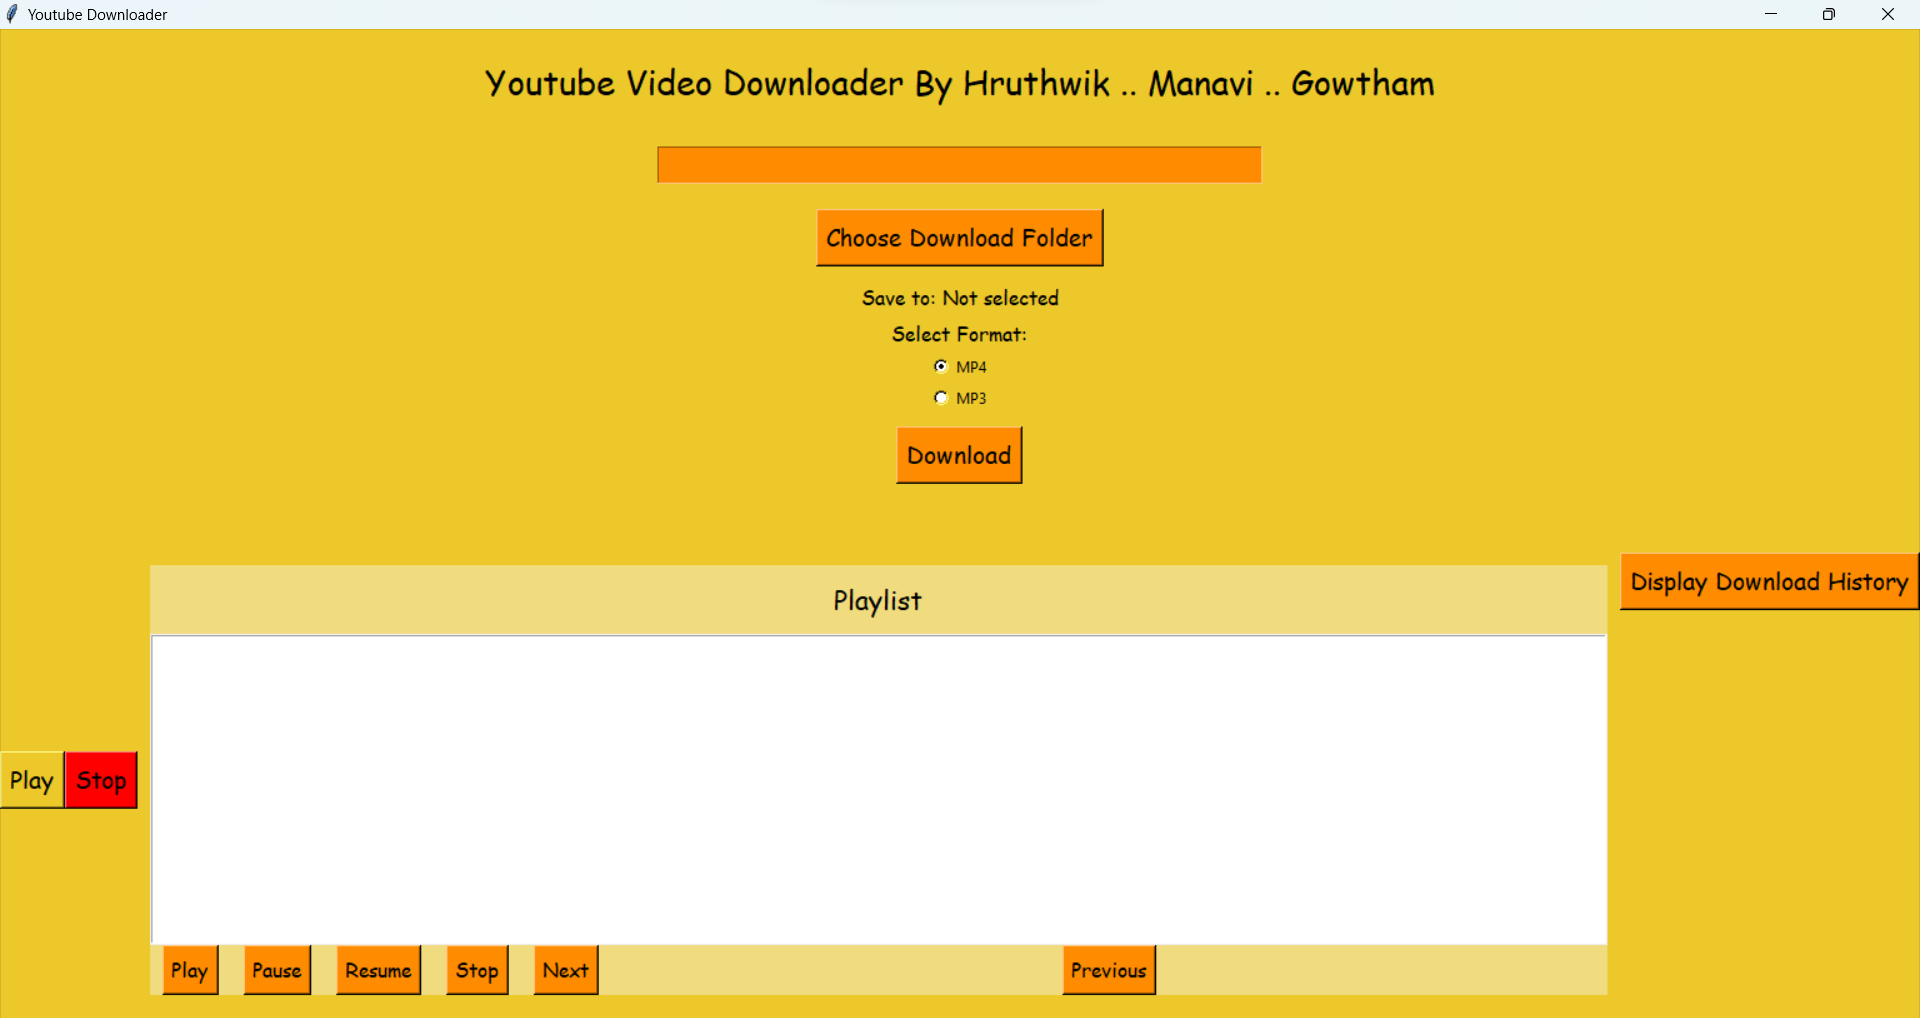 Youtube Downloader
Youtube Video Downloader By Hruthwik .. Manavi .. Gowtham
Choose Download Folder
Save to: Not selected
Select Format:
MP4
MP3
Download
Display Download History
Playlist
Play Stop
Play Pause Resume Stop Next Previous